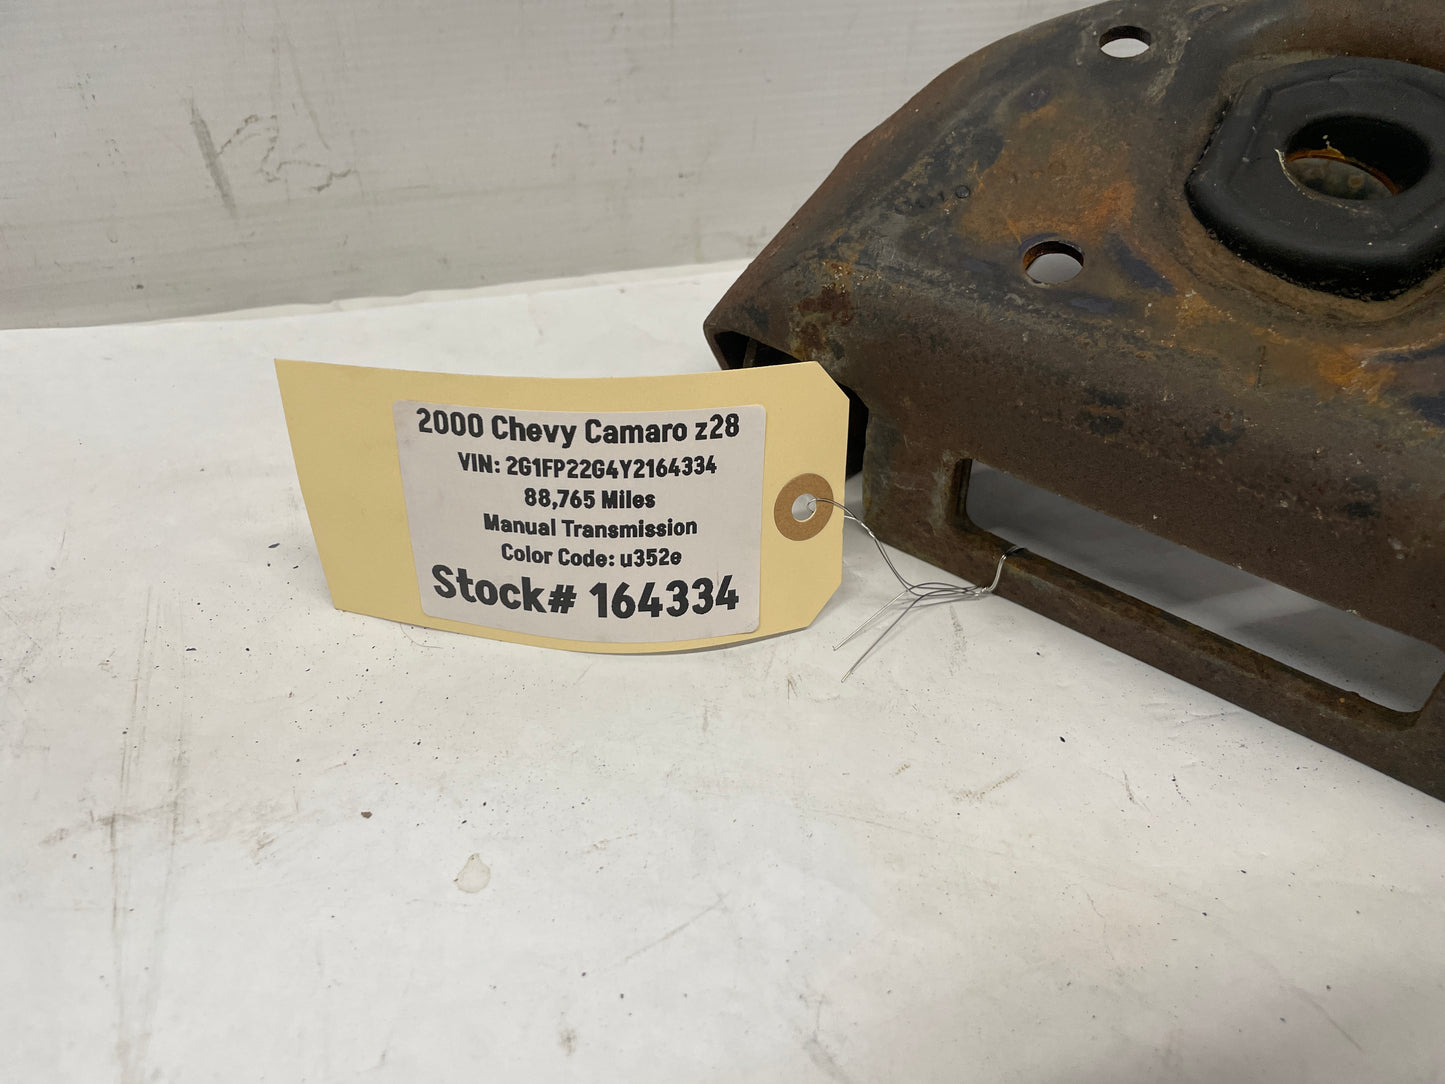 2000 Chevy Camaro z28
VIN: 2G1FP22G4Y2164334
88,765 Miles
Manual Transmission
Color Code: u352e
Stock# 164334